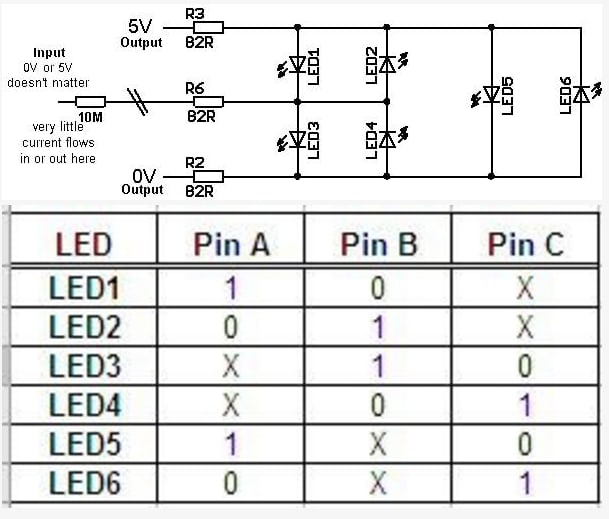 R3
5V
Output
82R
LED1
LED2
Input
0V or 5V
doesn't matter
R6
LED5
LED6
10M
82R
very little
current flows
in or out here
LED3
LED4
R2
0V
Output
82R
LED Pin A Pin B Pin C
LED1 1 0 X
LED2 0 1 X
LED3 X 1 0
LED4 X 0 1
LED5 1 X 0
LED6 0 X 1